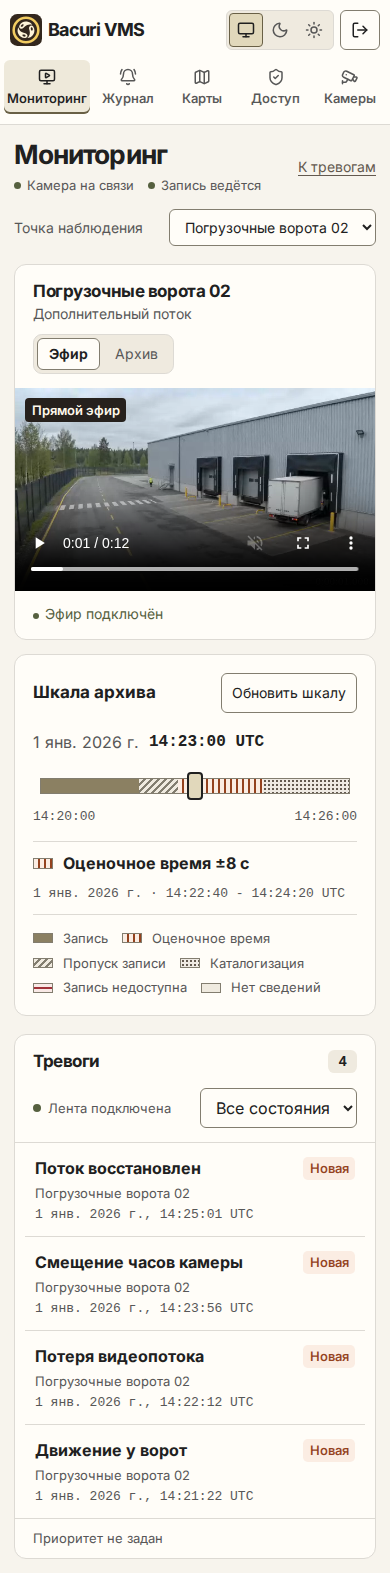 Bacuri VMS
Мониторинг Журнал Карты Доступ Камеры
Мониторинг
К тревогам
Камера на связи Запись ведётся
Точка наблюдения Погрузочные ворота 02
Погрузочные ворота 02
Дополнительный поток
Эфир Архив
Прямой эфир
0:01 / 0:12
Эфир подключён
Шкала архива Обновить шкалу
1 янв. 2026 г. 14:23:00 UTC
14:20:00 14:26:00
Оценочное время ±8 с
1 янв. 2026 г. · 14:22:40 - 14:24:20 UTC
Запись Оценочное время
Пропуск записи Каталогизация
Запись недоступна Нет сведений
Тревоги 4
Лента подключена Все состояния
Поток восстановлен Новая
Погрузочные ворота 02
1 янв. 2026 г., 14:25:01 UTC
Смещение часов камеры Новая
Погрузочные ворота 02
1 янв. 2026 г., 14:23:56 UTC
Потеря видеопотока Новая
Погрузочные ворота 02
1 янв. 2026 г., 14:22:12 UTC
Движение у ворот Новая
Погрузочные ворота 02
1 янв. 2026 г., 14:21:22 UTC
Приоритет не задан